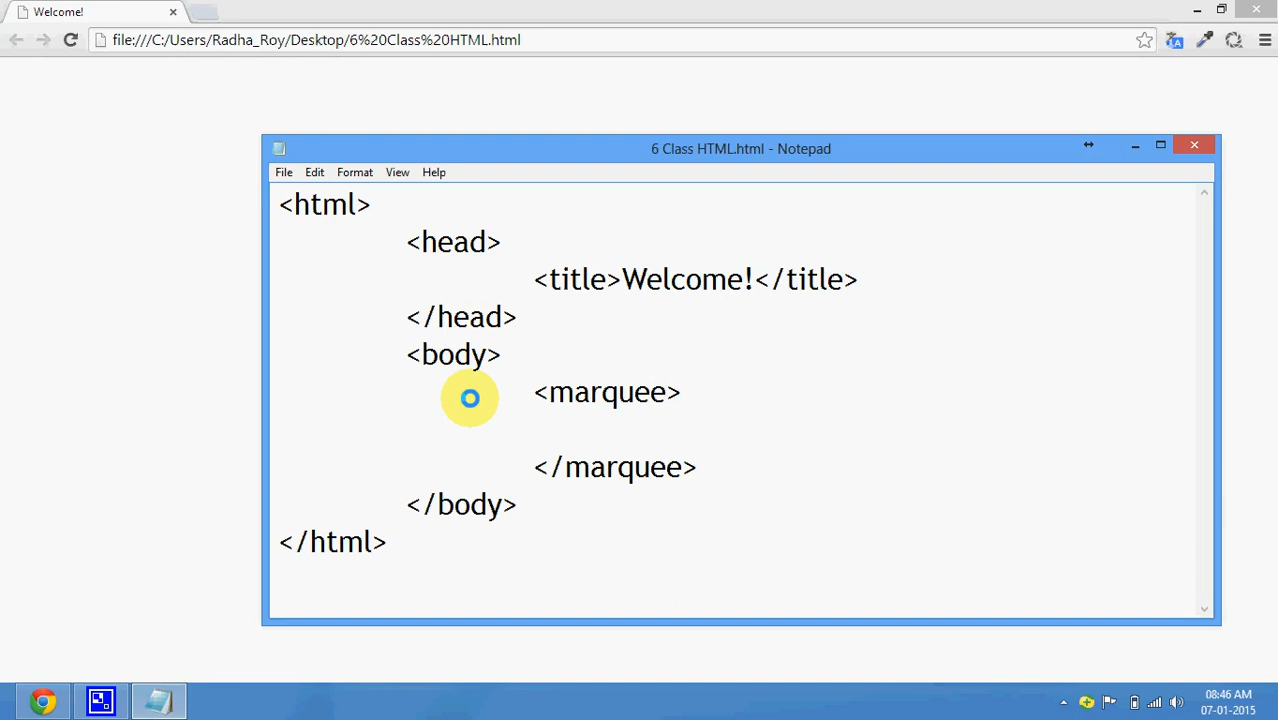 Welcome!
file:///C:/Users/Radha_Roy/Desktop/6%20Class%20HTML.html
6 Class HTML.html - Notepad
File Edit Format View Help
<html>
<head>
<title>Welcome!</title>
</head>
<body>
<marquee>
</marquee>
</body>
</html>
08:46 AM
07-01-2015